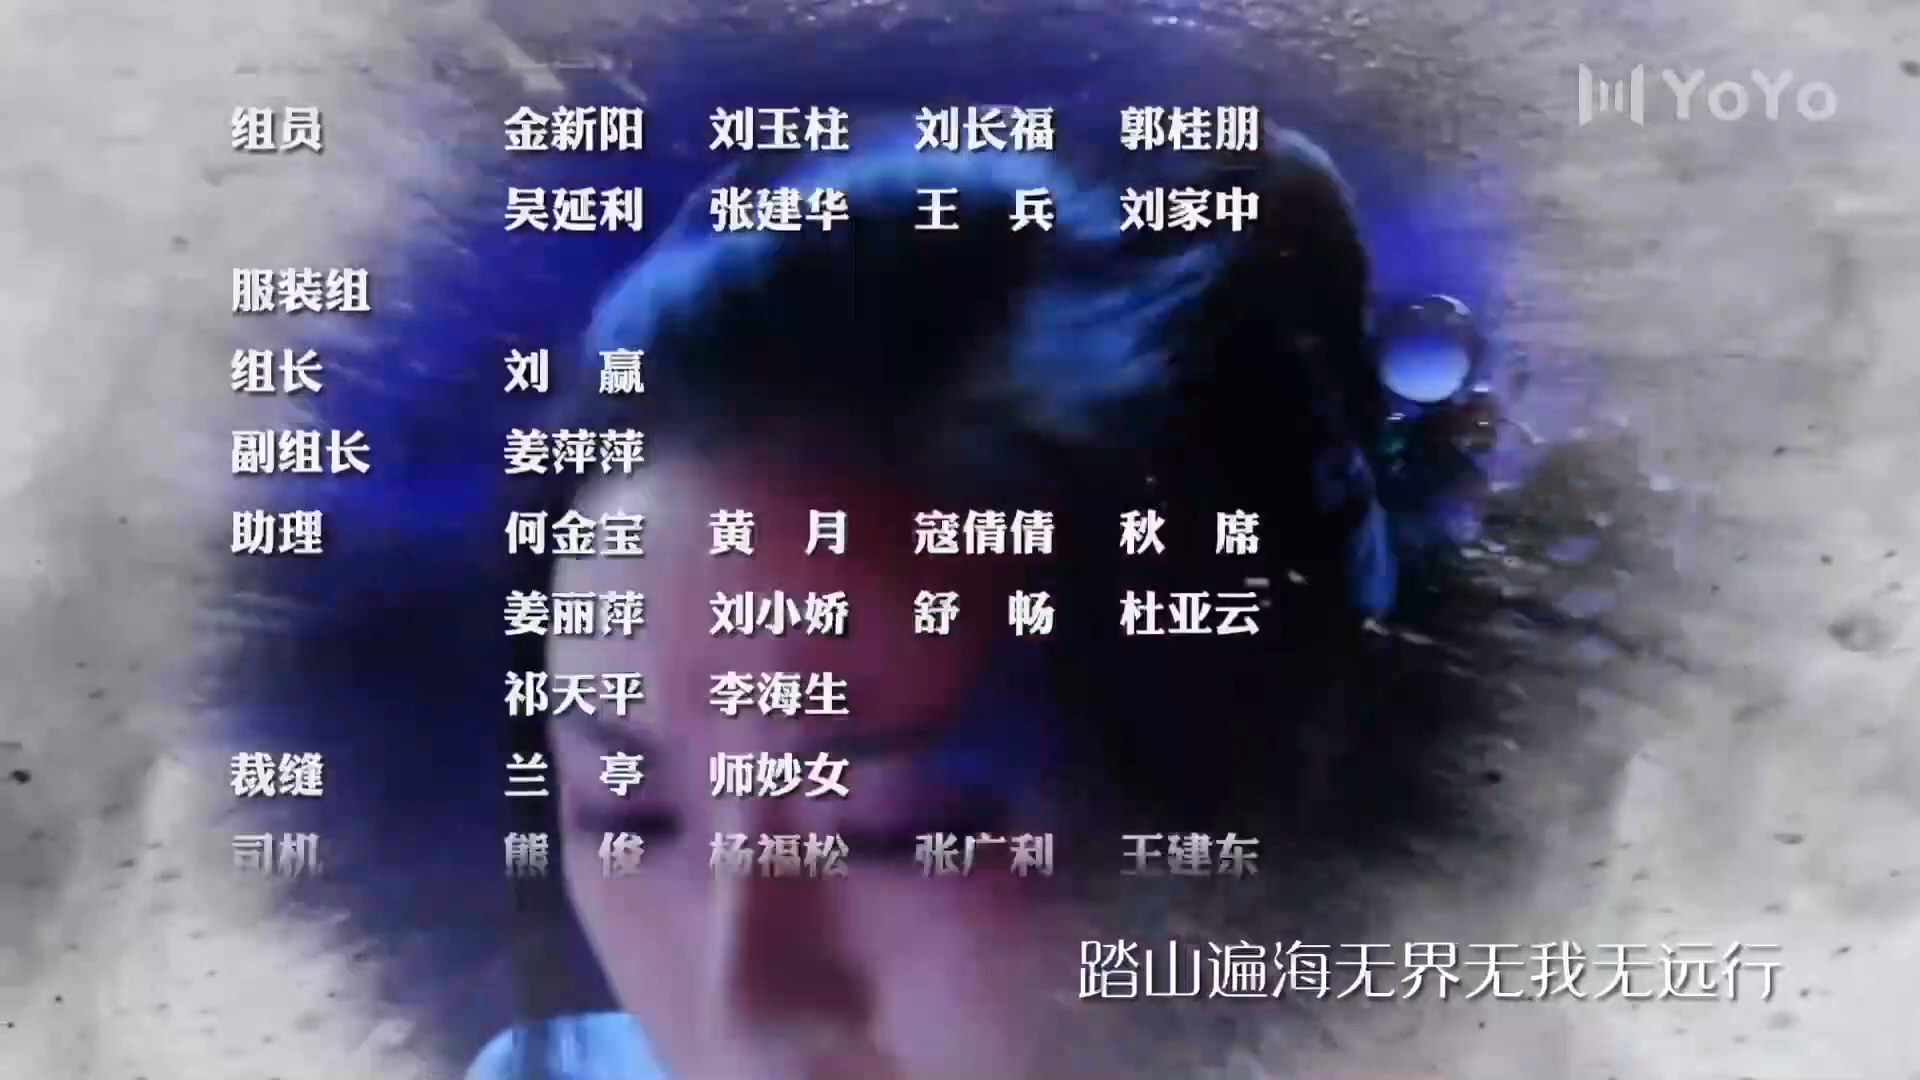 YoYo
组员 金新阳 刘玉柱 刘长福 郭桂朋
吴延利 张建华 王 兵 刘家中
服装组
组长 刘 赢
副组长 姜萍萍
助理 何金宝 黄 月 寇倩倩 秋 席
姜丽萍 刘小娇 舒 畅 杜亚云
祁天平 李海生
裁缝 兰 亭 师妙女
司机 熊 俊 杨福松 张广利 王建东
踏山遍海无界无我无远行